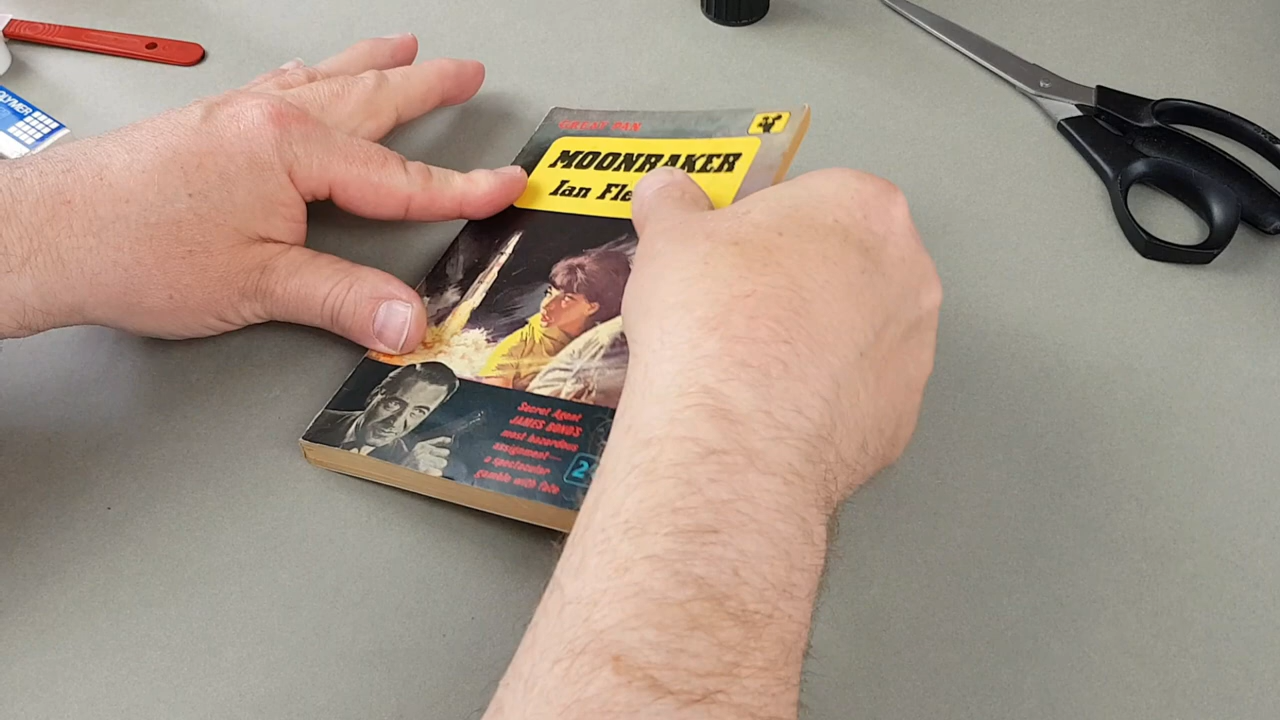 GREAT PAN
MOONRAKER
Ian Fle
Secret Agent
JAMES BOND'S
most hazardous
assignment—
a spectacular
gamble with fate
2